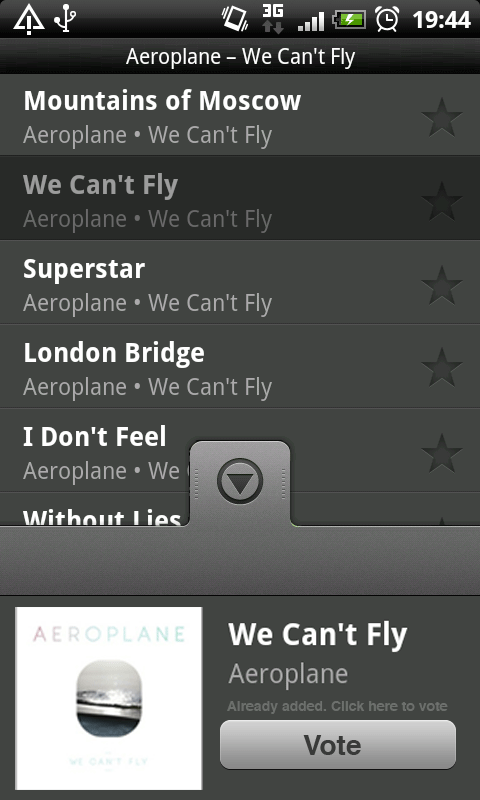 3G 19:44
Aeroplane – We Can't Fly
Mountains of Moscow
Aeroplane • We Can't Fly
We Can't Fly
Aeroplane • We Can't Fly
Superstar
Aeroplane • We Can't Fly
London Bridge
Aeroplane • We Can't Fly
I Don't Feel
Aeroplane • We
Without Lies
AEROPLANE
WE CAN'T FLY
We Can't Fly
Aeroplane
Already added. Click here to vote
Vote